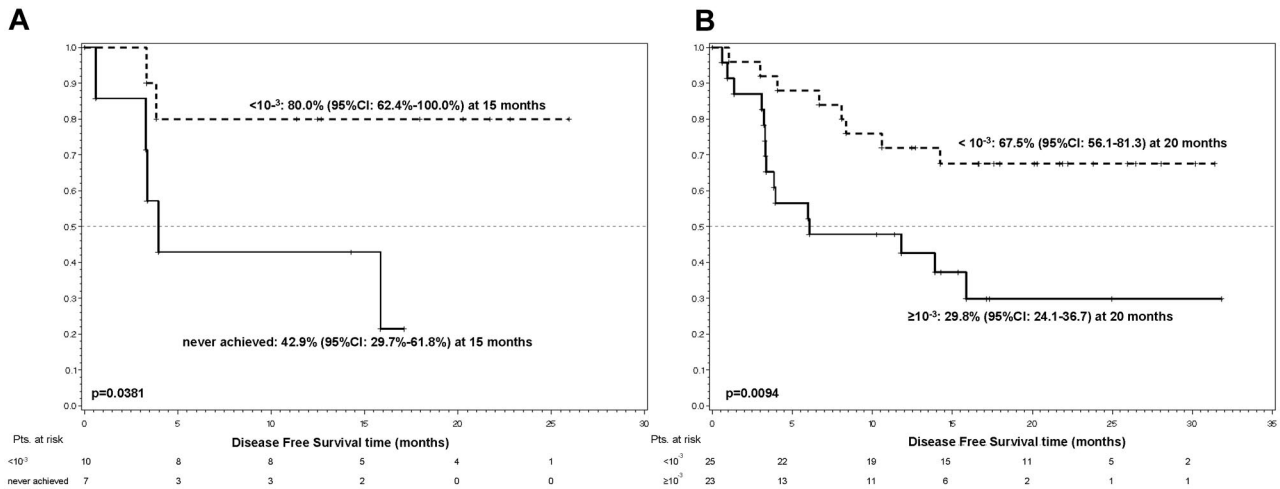 A
1.0
0.9
0.8
0.7
0.6
0.5
0.4
0.3
0.2
0.1
0.0
<10-³: 80.0% (95%CI: 62.4%-100.0%) at 15 months
never achieved: 42.9% (95%CI: 29.7%-61.8%) at 15 months
p=0.0381
0 5 10 15 20 25 30
Pts. at risk
Disease Free Survival time (months)
<10⁻³ 10 8 8 5 4 1
never achieved 7 3 3 2 0 0
B
1.0
0.9
0.8
0.7
0.6
0.5
0.4
0.3
0.2
0.1
0.0
< 10⁻³: 67.5% (95%CI: 56.1-81.3) at 20 months
≥10⁻³: 29.8% (95%CI: 24.1-36.7) at 20 months
p=0.0094
0 5 10 15 20 25 30 35
Pts. at risk
Disease Free Survival time (months)
<10⁻³ 25 22 19 15 11 5 2
≥10⁻³ 23 13 11 6 2 1 1